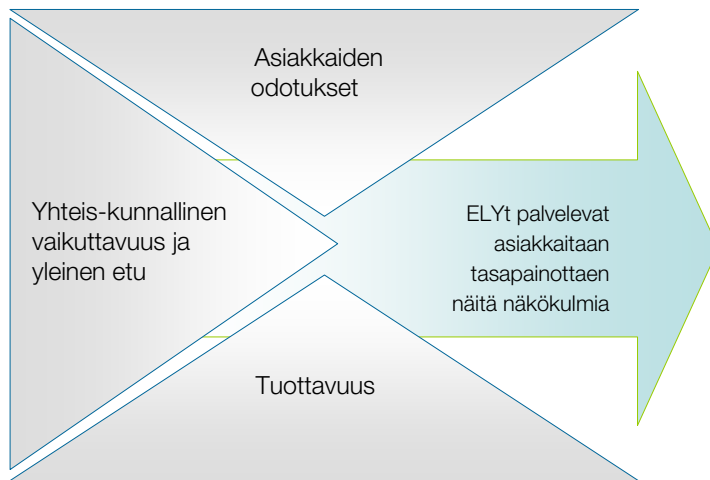 Asiakkaiden
odotukset
Yhteis-kunnallinen
vaikuttavuus ja
yleinen etu
ELYt palvelevat
asiakkaitaan
tasapainottaen
näitä näkökulmia
Tuottavuus